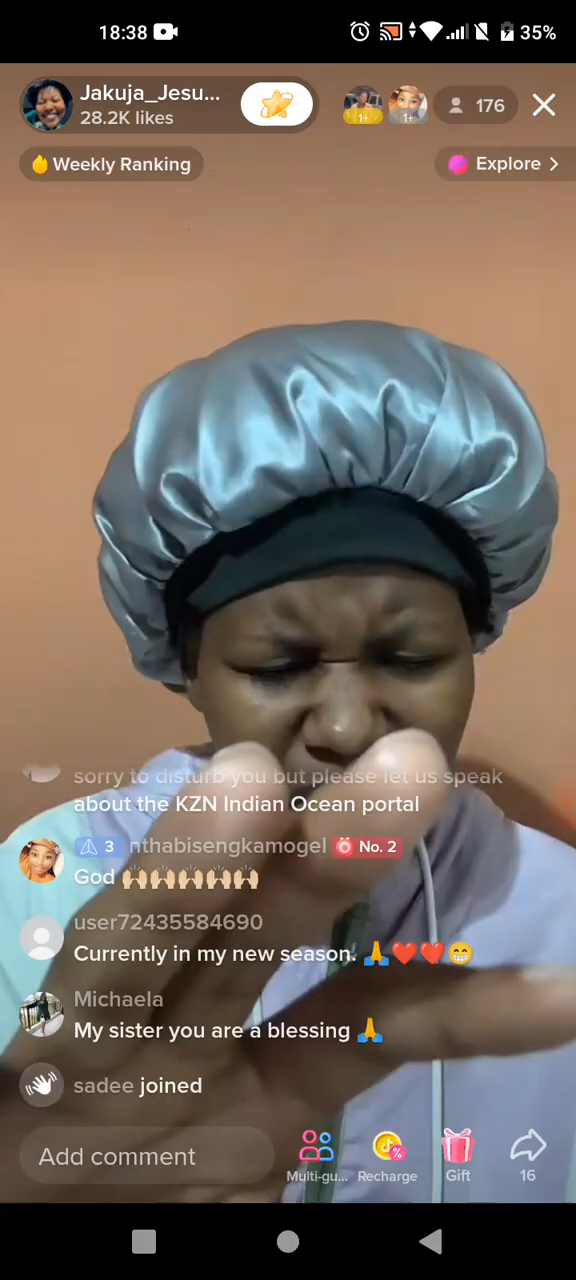 18:38
35%
Jakuja_Jesu...
28.2K likes
1+
1+
176
Weekly Ranking
Explore
sorry to disturb you but please let us speak
about the KZN Indian Ocean portal
3 nthabisengkamogel No. 2
God 🙌🏼🙌🏼🙌🏼🙌🏼🙌🏼
user72435584690
Currently in my new season. 🙏❤️❤️😁
Michaela
My sister you are a blessing 🙏
sadee joined
Add comment
Multi-gu...
Recharge
Gift
16